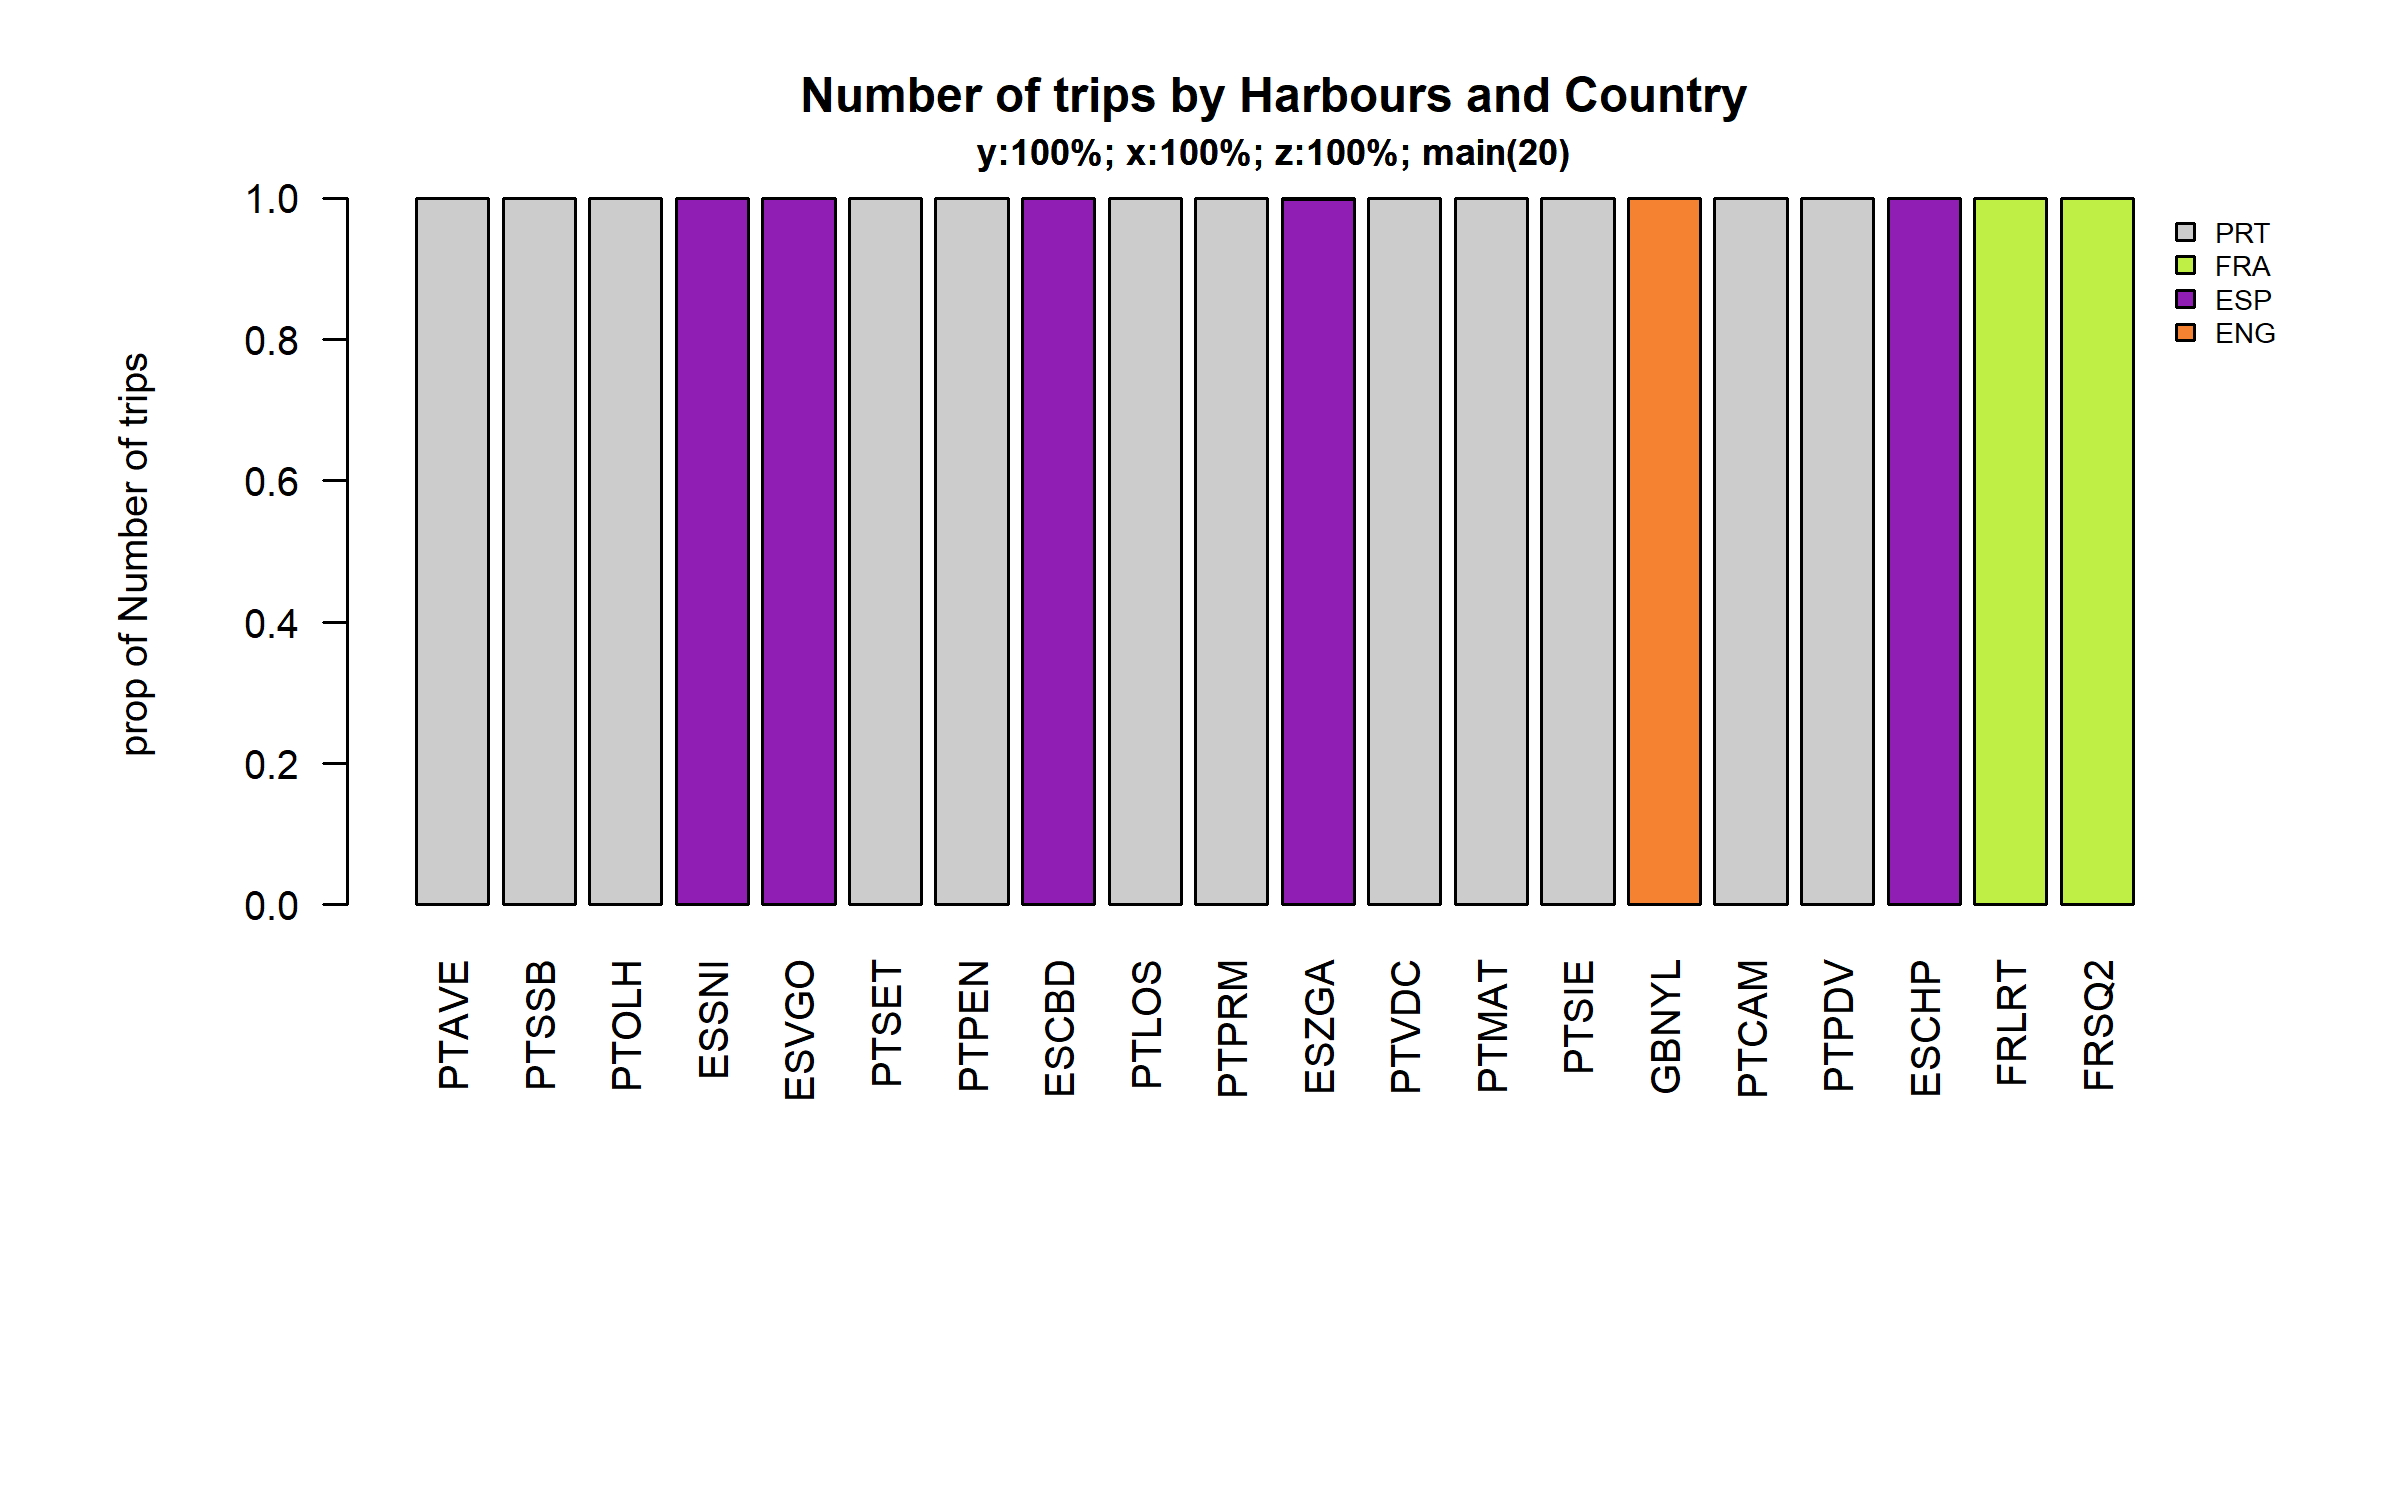 Number of trips by Harbours and Country
y:100%; x:100%; z:100%; main(20)
prop of Number of trips
1.0
0.8
0.6
0.4
0.2
0.0
PRT
FRA
ESP
ENG
PTAVE
PTSSB
PTOLH
ESSNI
ESVGO
PTSET
PTPEN
ESCBD
PTLOS
PTPRM
ESZGA
PTVDC
PTMAT
PTSIE
GBNYL
PTCAM
PTPDV
ESCHP
FRLRT
FRSQ2